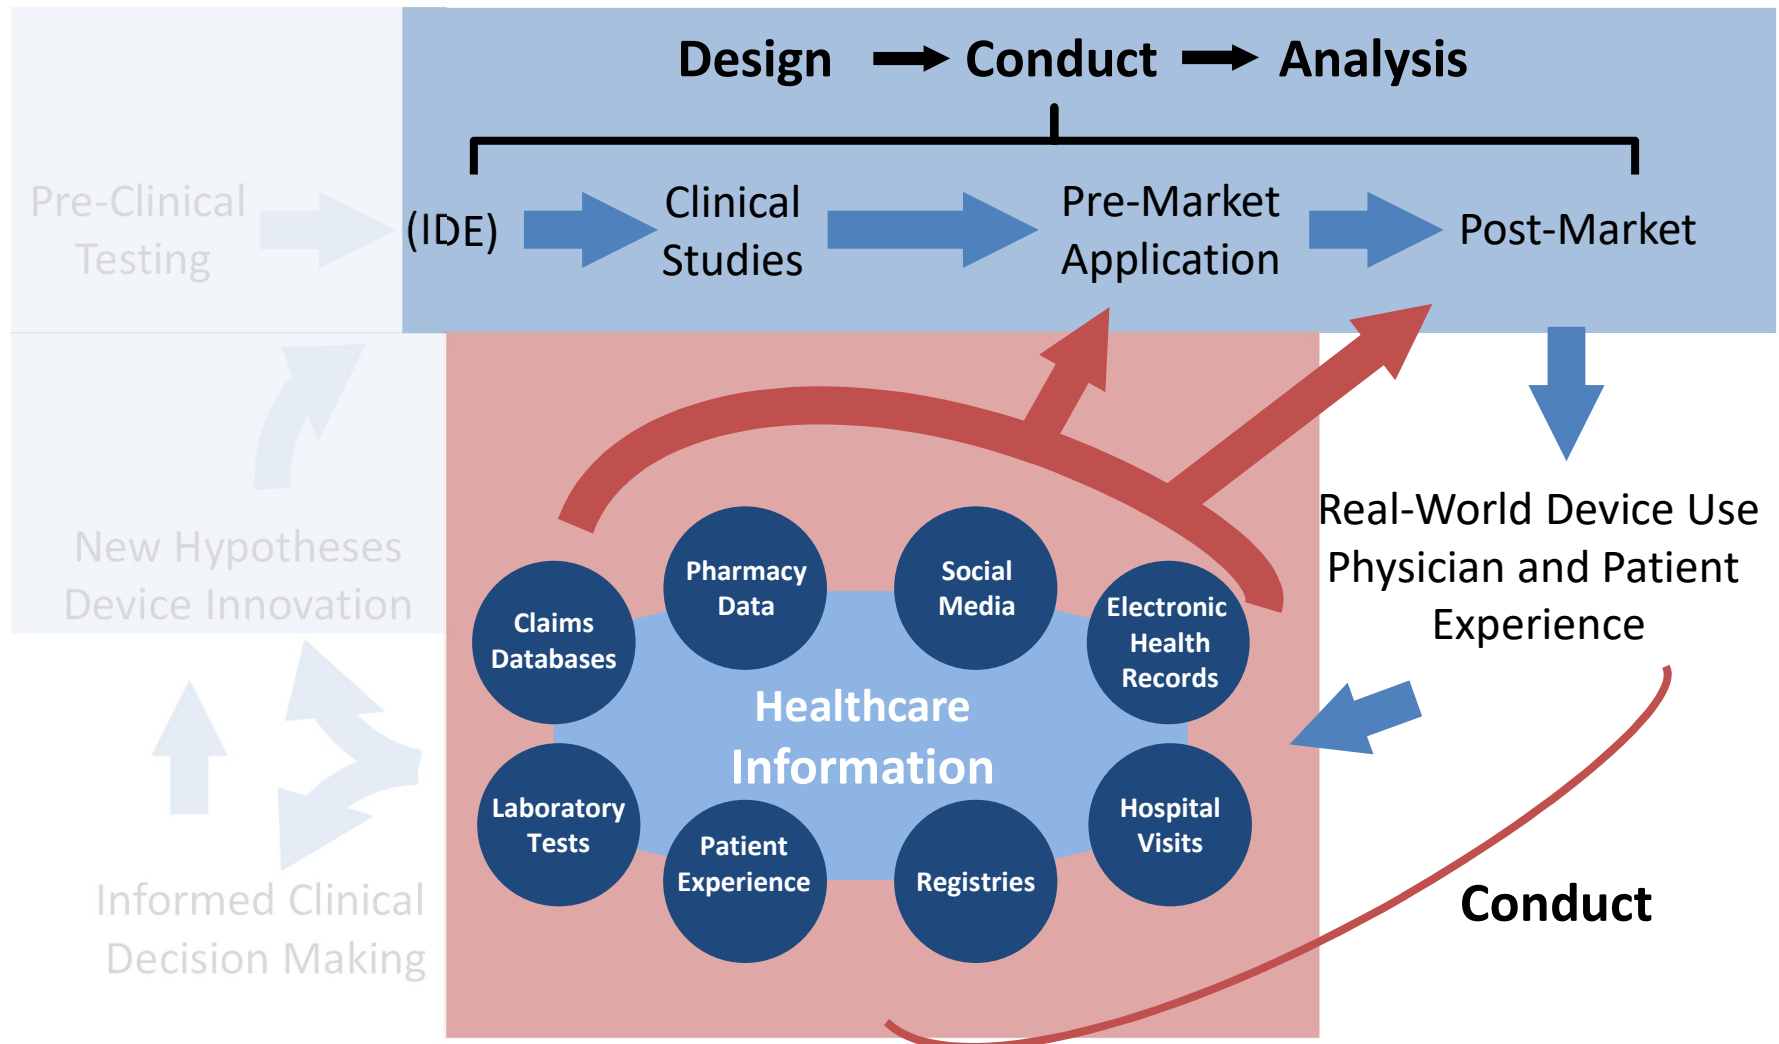 Design Conduct Analysis
Pre-Clinical
Testing
(IDE)
Clinical
Studies
Pre-Market
Application
Post-Market
New Hypotheses
Device Innovation
Real-World Device Use
Physician and Patient
Experience
Claims
Databases
Pharmacy
Data
Social
Media
Electronic
Health
Records
Healthcare
Information
Laboratory
Tests
Patient
Experience
Registries
Hospital
Visits
Informed Clinical
Decision Making
Conduct